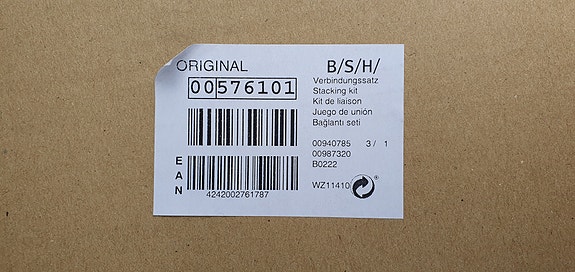 ORIGINAL
B/S/H/
00576101
Verbindungssatz
Stacking kit
Kit de liaison
Juego de unión
Bağlantı seti
00940785 3 / 1
00987320
B0222
EAN
4242002761787
WZ11410